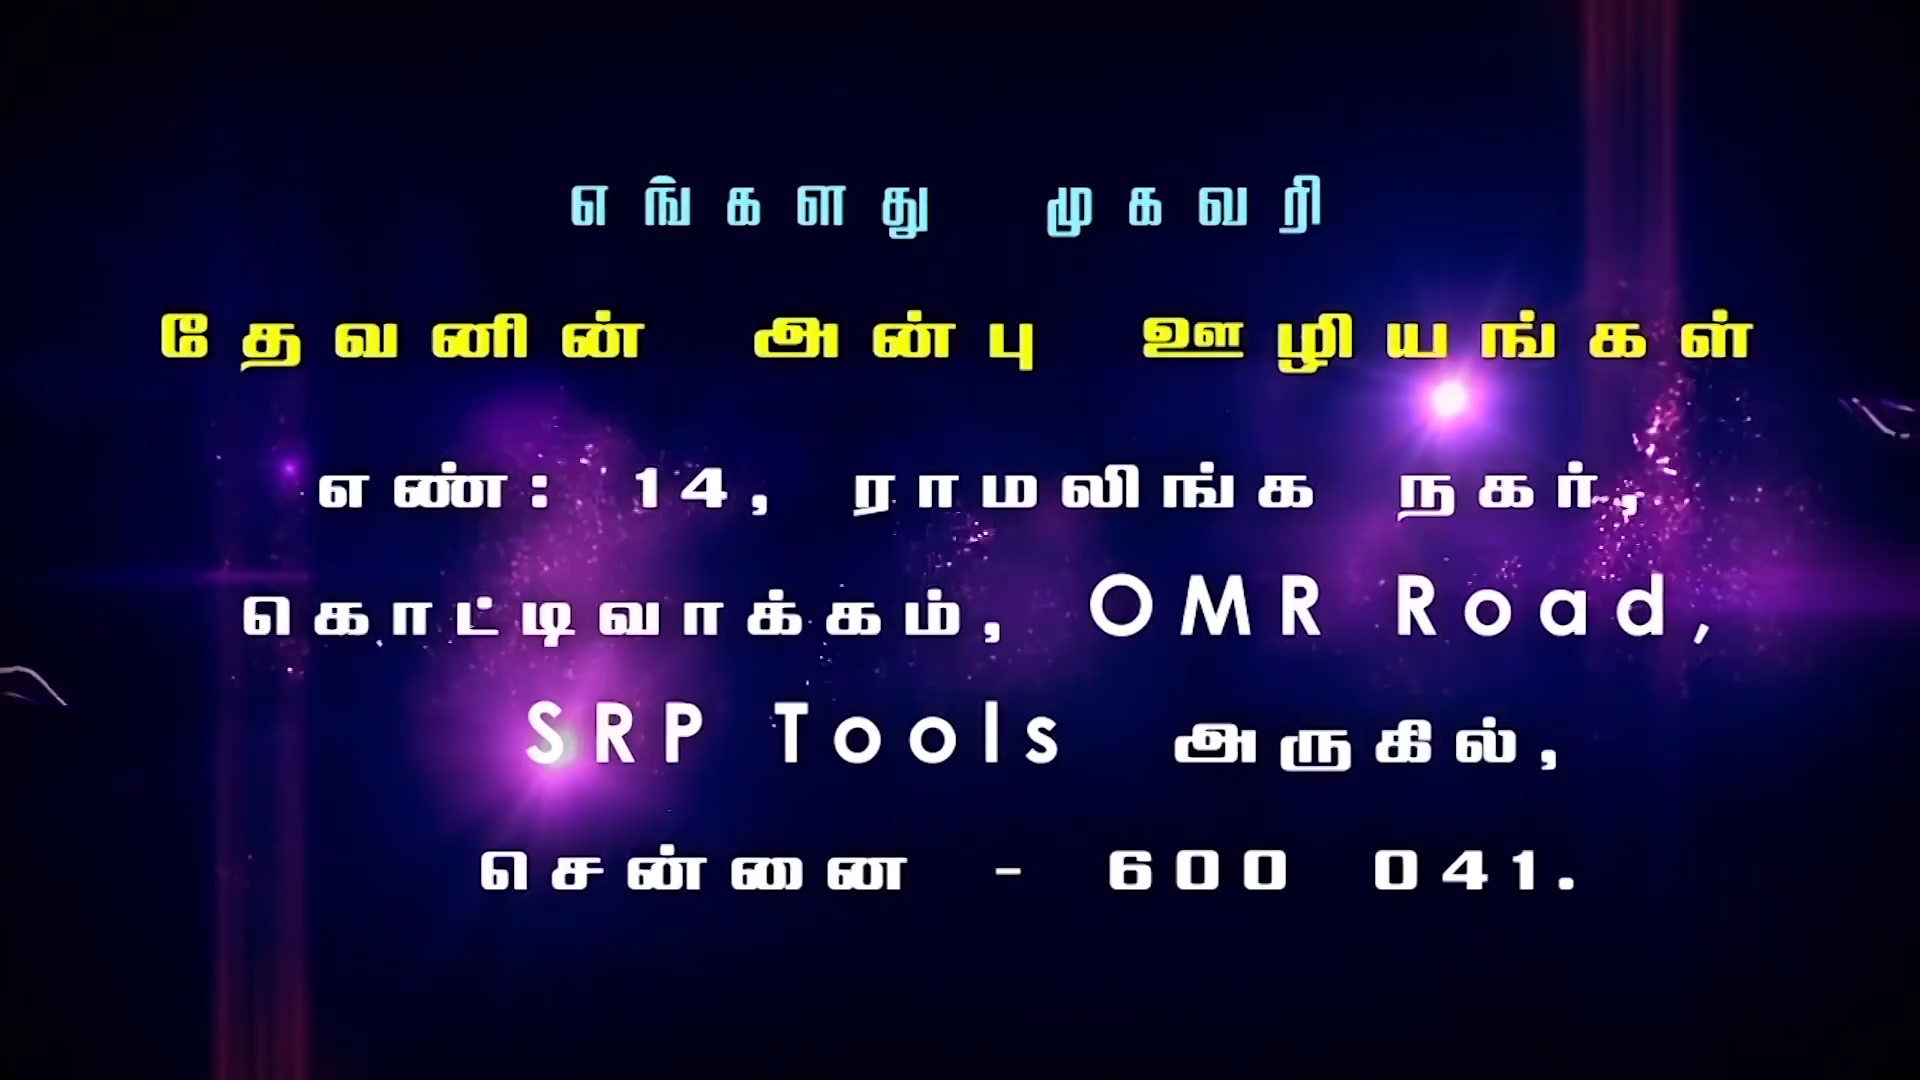 எங்களது முகவரி
தேவனின் அன்பு ஊழியங்கள்
எண்: 14, ராமலிங்க நகர்,
கொட்டிவாக்கம், OMR Road,
SRP Tools அருகில்,
சென்னை - 600 041.